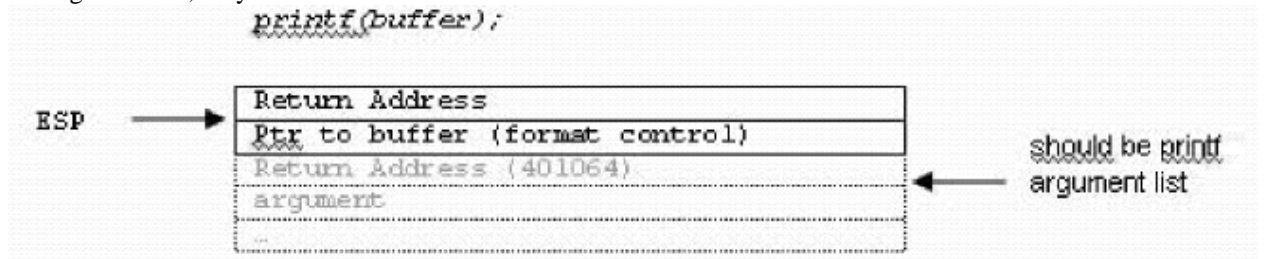 printf(buffer);
Return Address
ESP
Ptr to buffer (format control)
Return Address (401064)
should be printf
argument list
argument
...